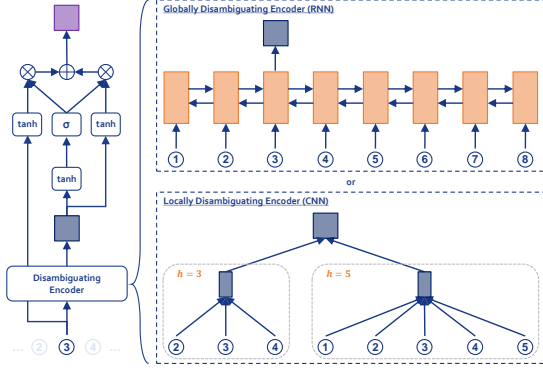 tanh
σ
tanh
tanh
Disambiguating
Encoder
... 2 3 4 ...
Globally Disambiguating Encoder (RNN)
1 2 3 4 5 6 7 8
or
Locally Disambiguating Encoder (CNN)
h = 3
h = 5
2 3 4
1 2 3 4 5